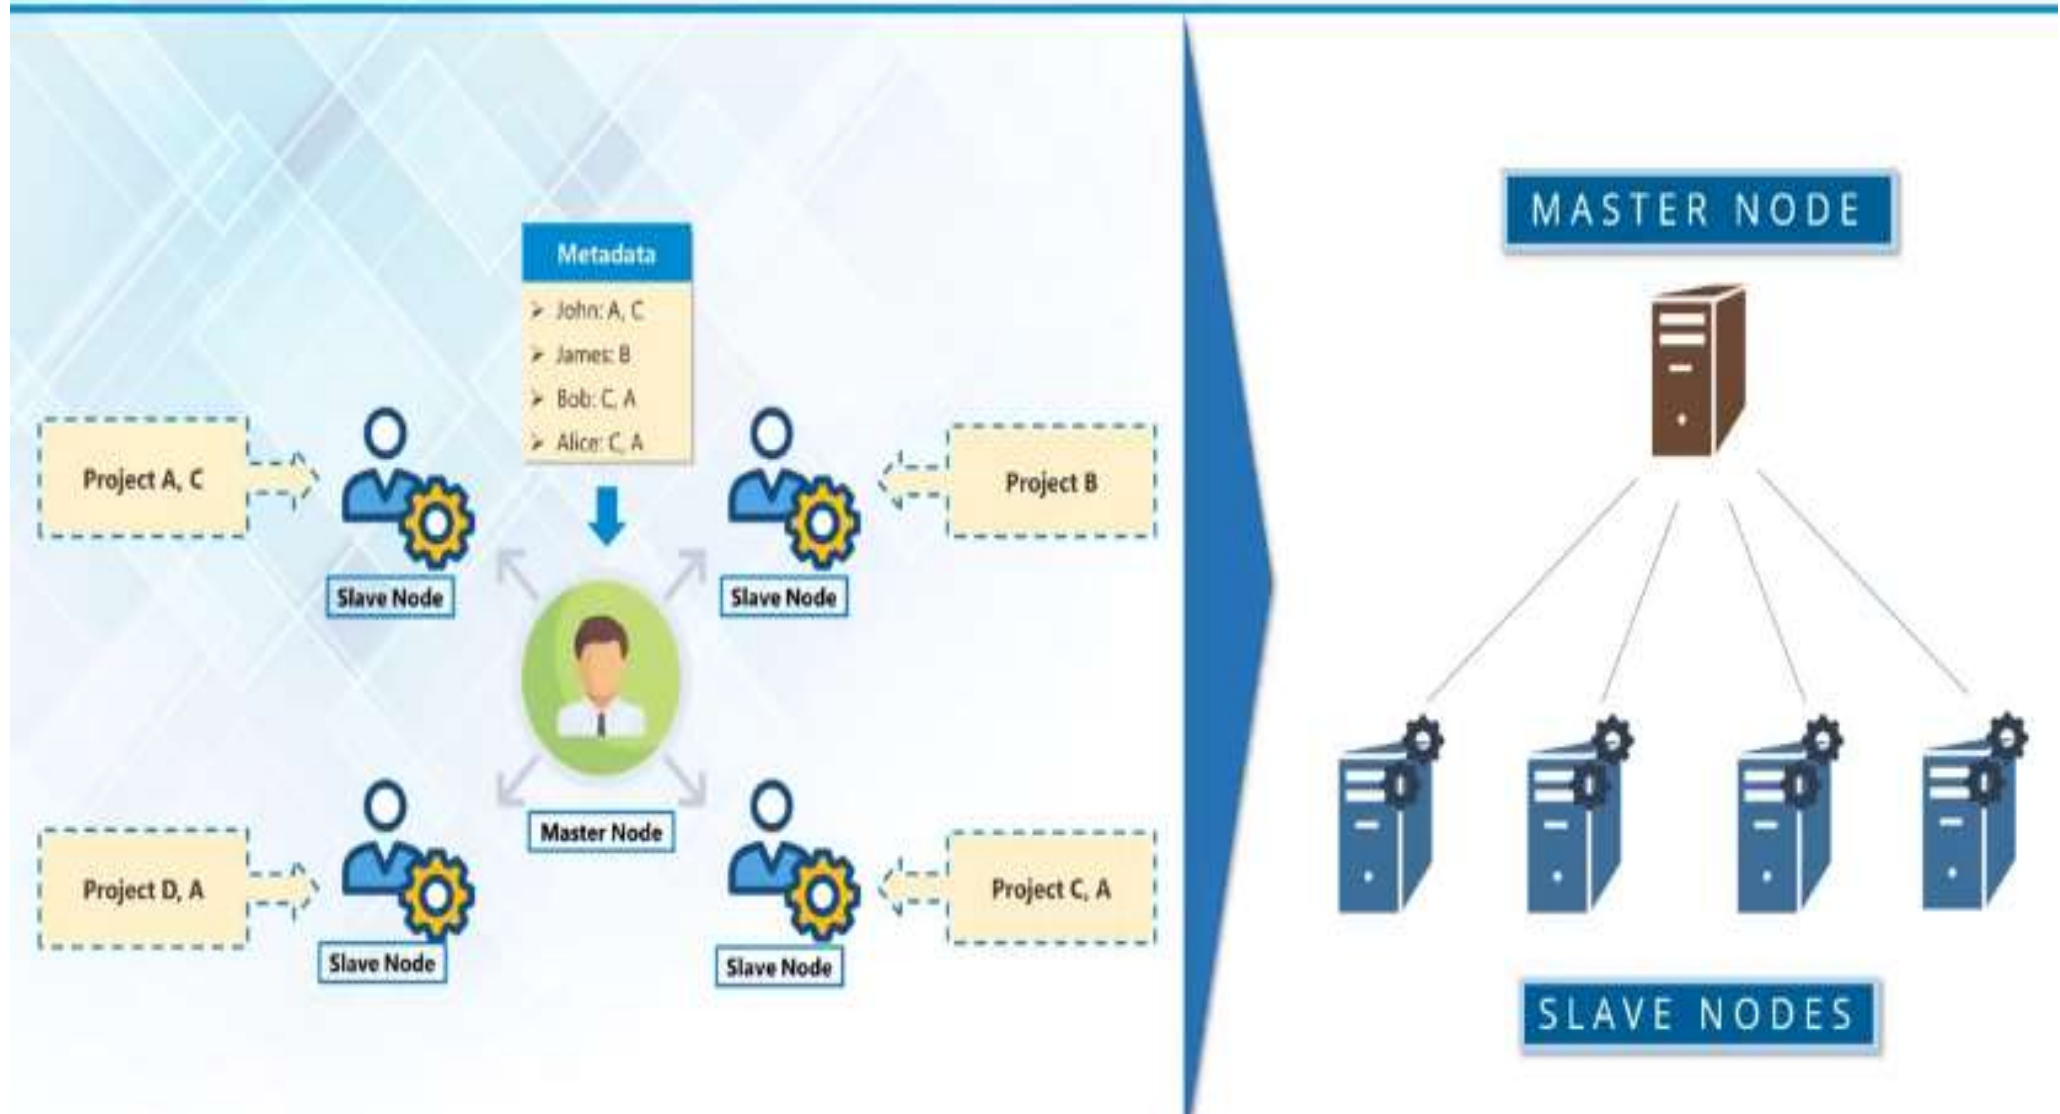 Metadata
➢ John: A, C
➢ James: B
➢ Bob: C, A
➢ Alice: C, A
Project A, C
Slave Node
Project B
Slave Node
Master Node
Project D, A
Slave Node
Project C, A
Slave Node
MASTER NODE
SLAVE NODES